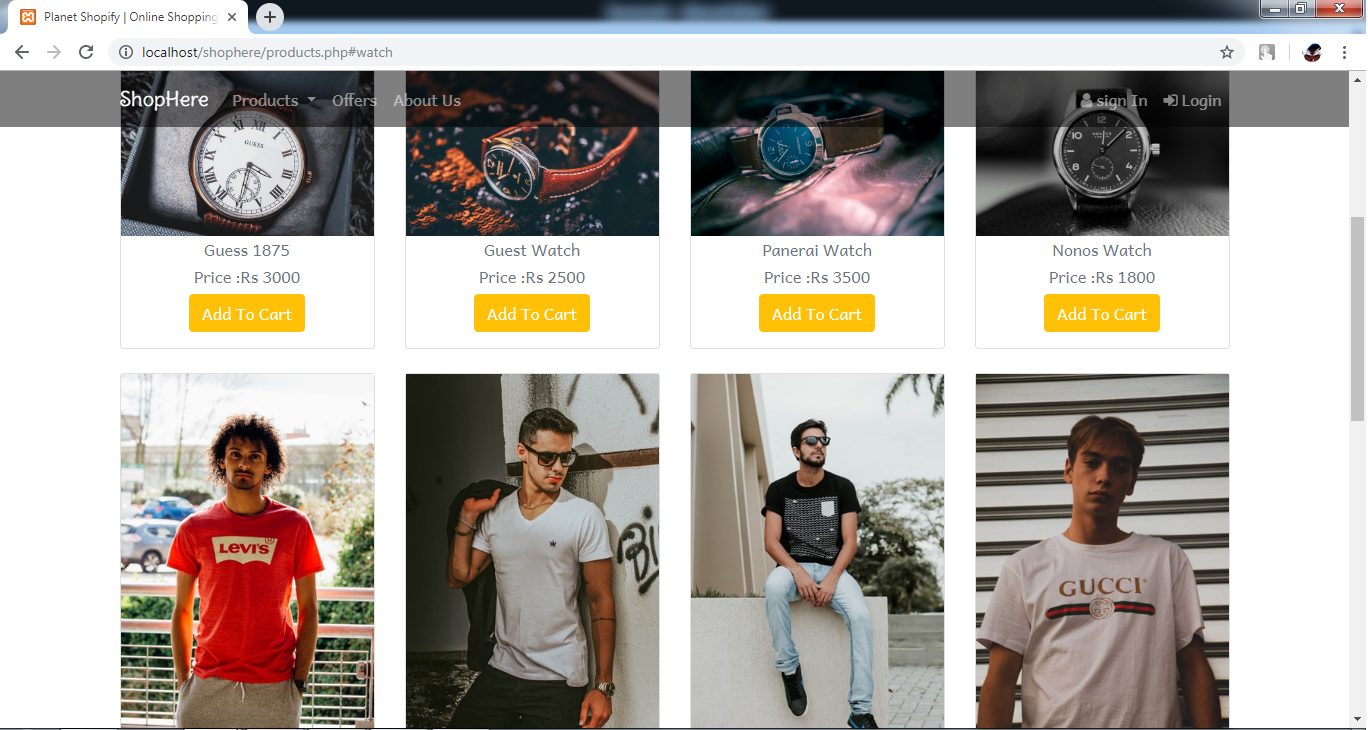 Planet Shopify | Online Shopping
localhost/shophere/products.php#watch
ShopHere Products Offers About Us sign In Login
GUESS
NOMOS
Guess 1875
Price :Rs 3000
Add To Cart
Guest Watch
Price :Rs 2500
Add To Cart
Panerai Watch
Price :Rs 3500
Add To Cart
Nonos Watch
Price :Rs 1800
Add To Cart
LEVI'S
GUCCI